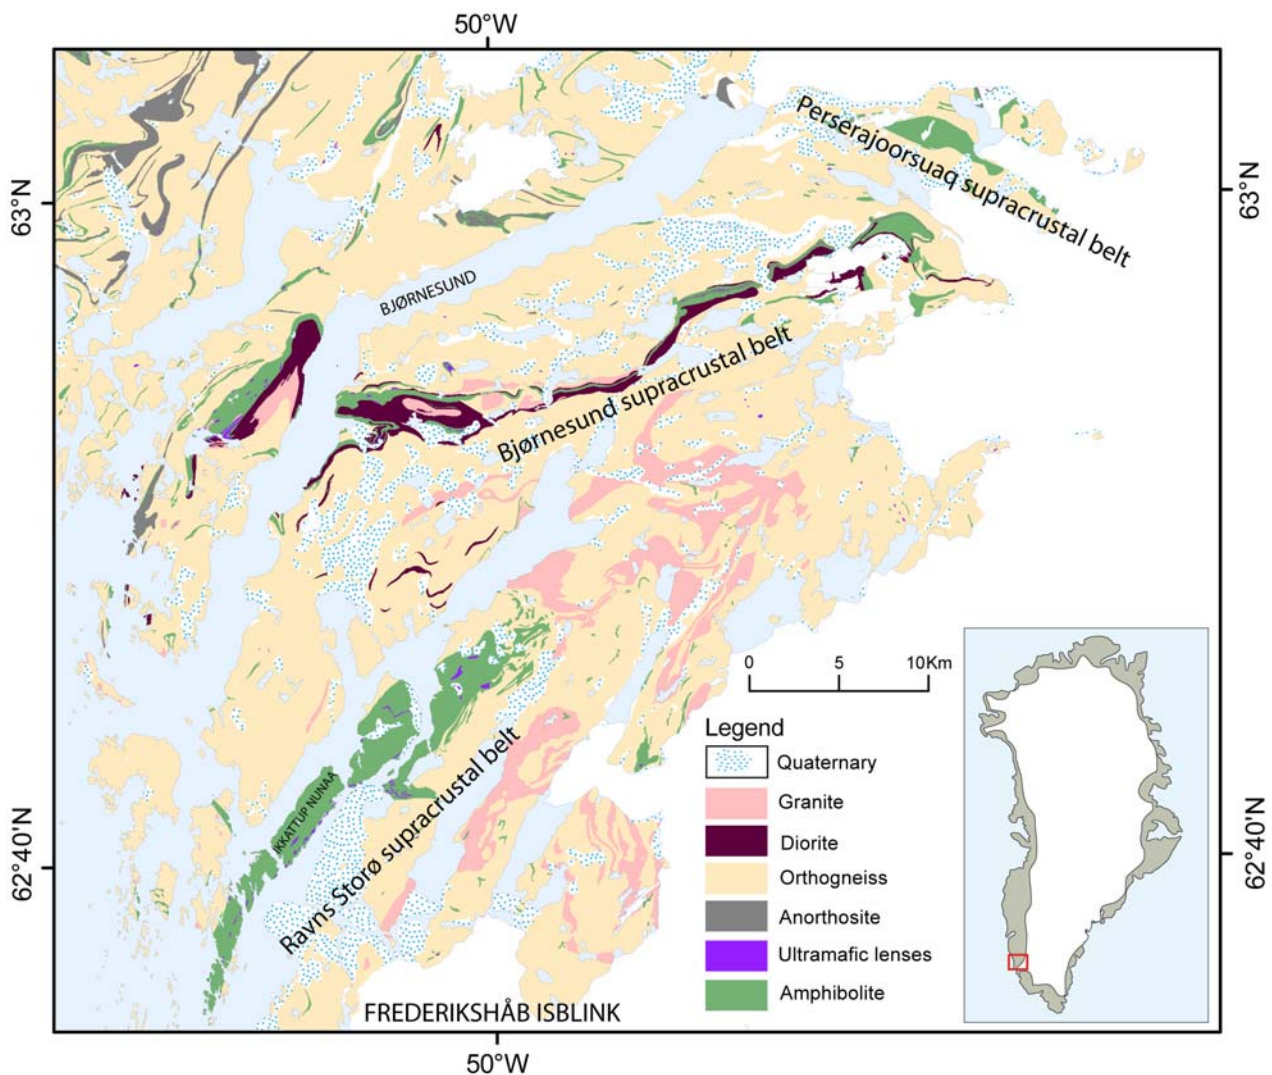 50°W
Perserajoorsuaq supracrustal belt
63°N
63°N
BJØRNESUND
Bjørnesund supracrustal belt
0 5 10Km
Legend
Quaternary
Granite
Diorite
Orthogneiss
Anorthosite
Ultramafic lenses
Amphibolite
IKKATTUP NUNAA
Ravns Storø supracrustal belt
62°40'N
62°40'N
FREDERIKSHÅB ISBLINK
50°W